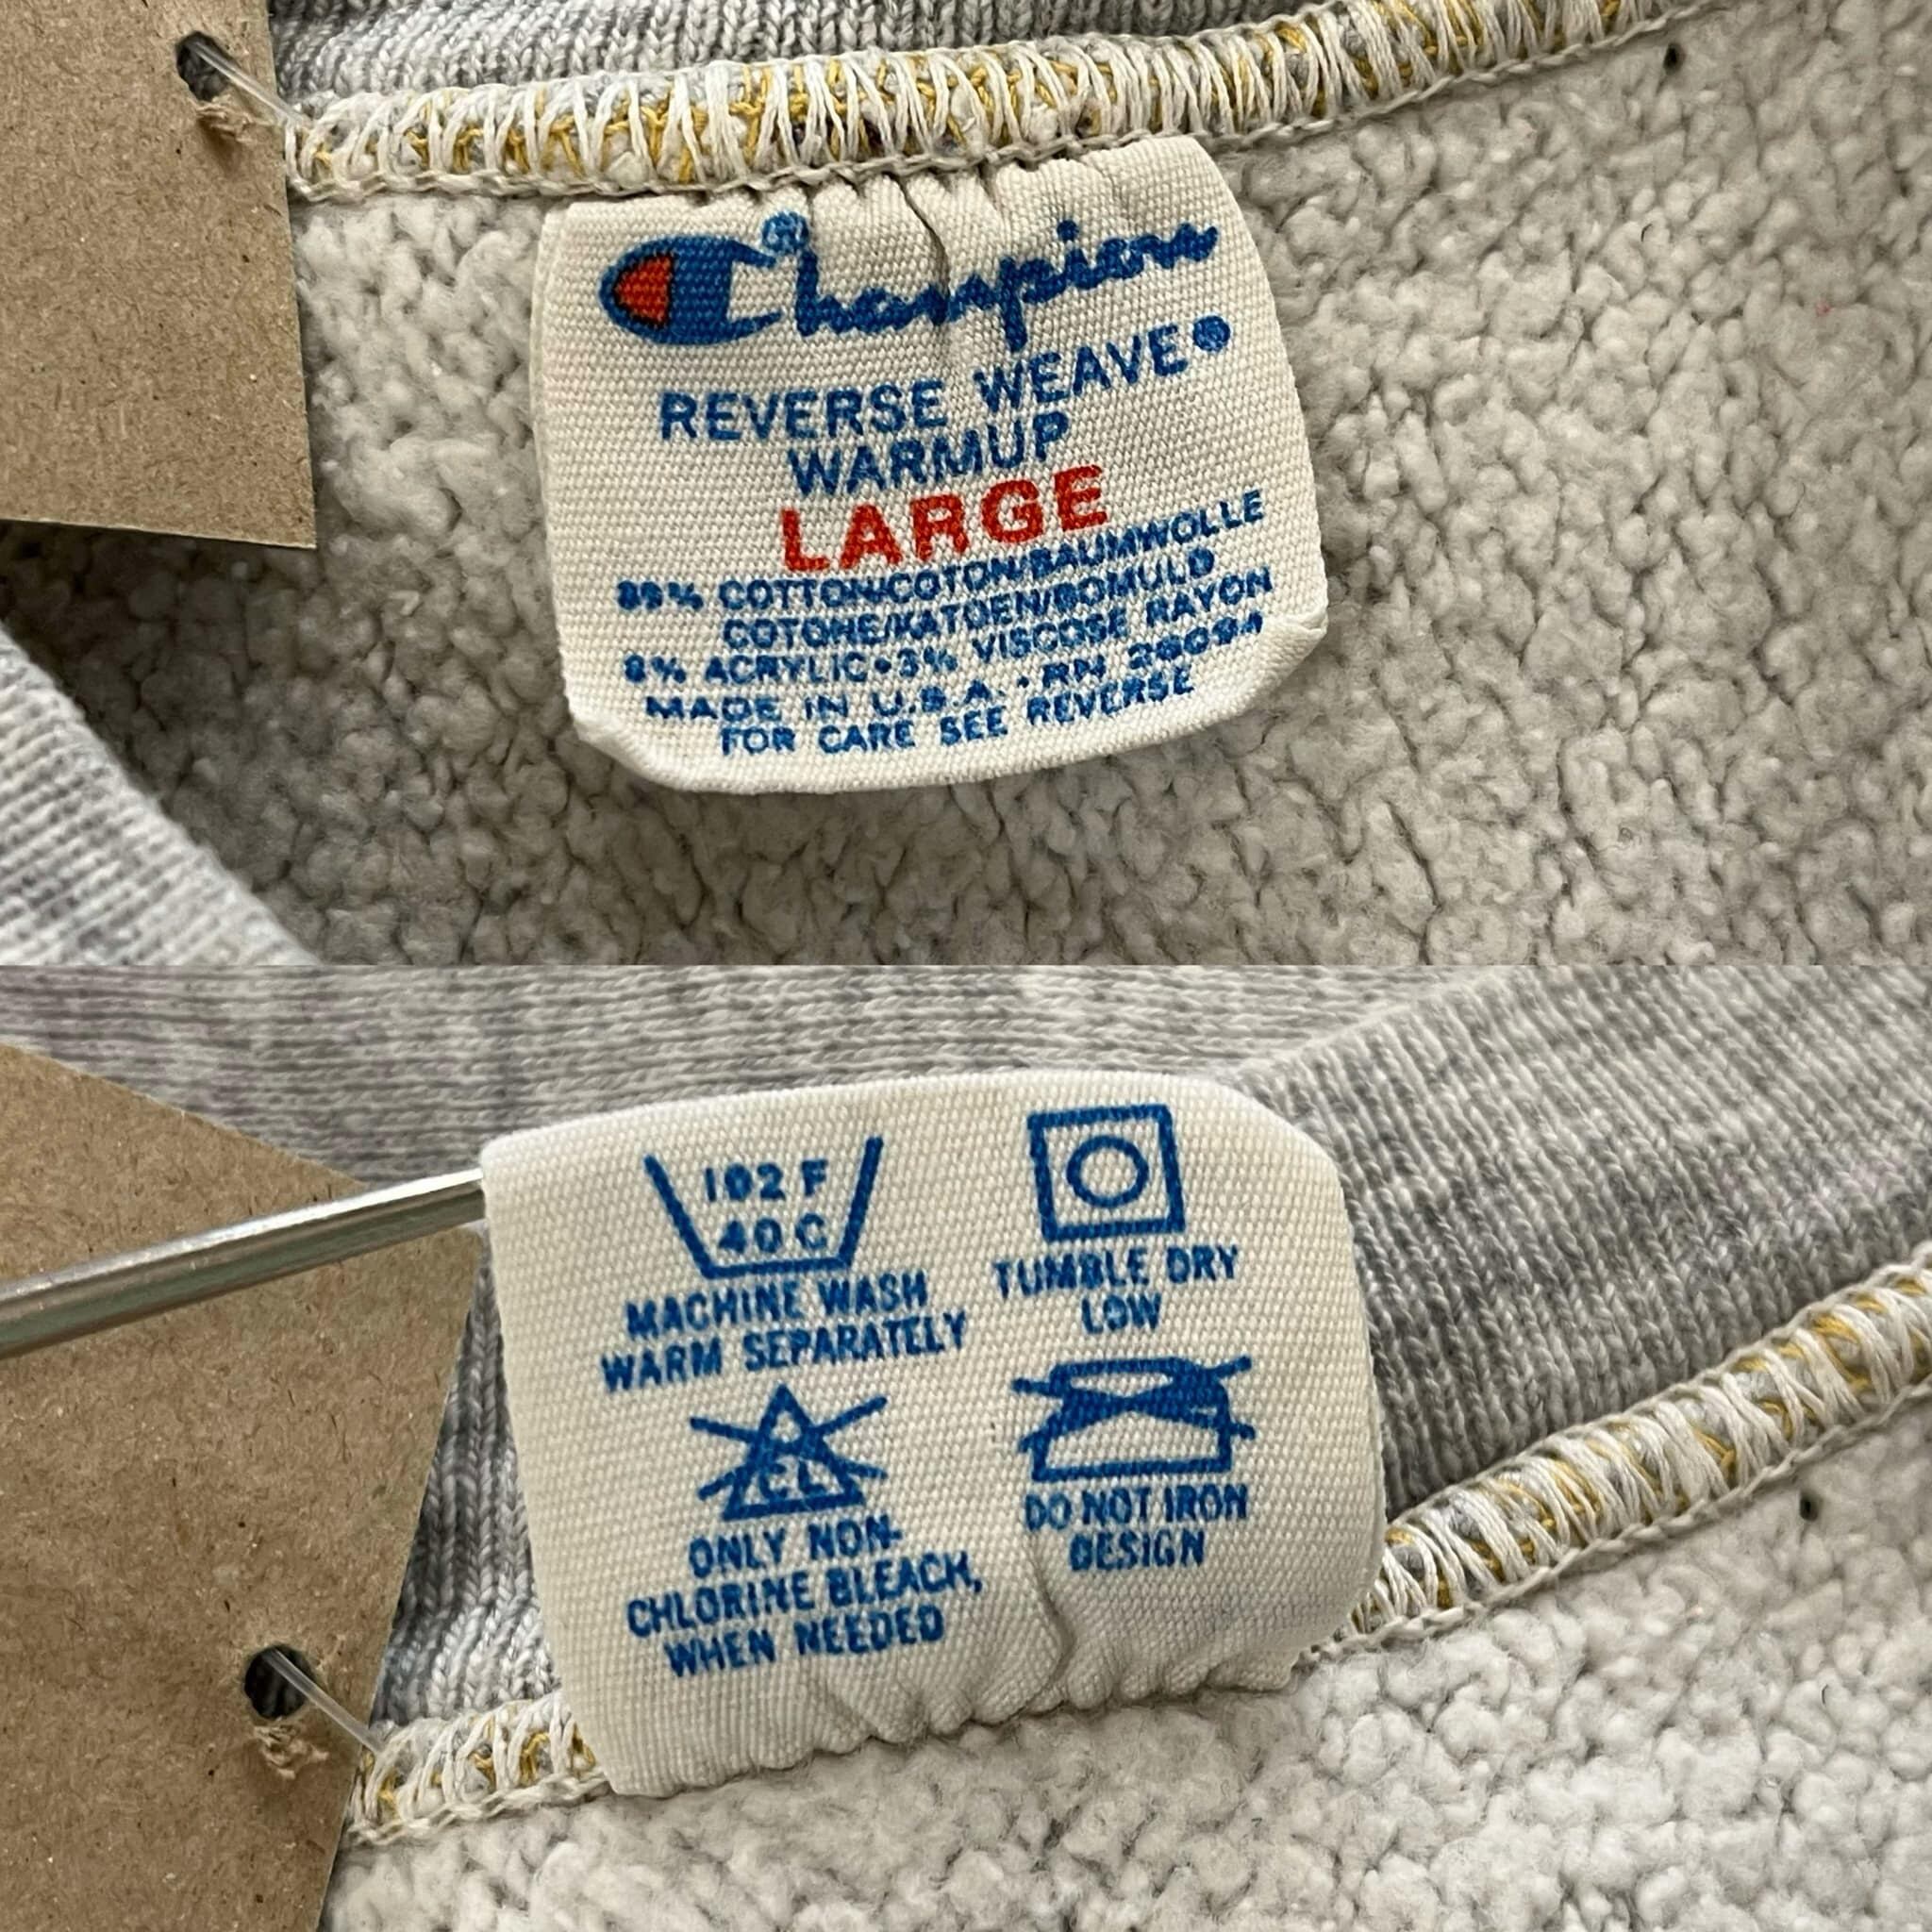 Champion®
REVERSE WEAVE®
WARMUP
LARGE
89% COTTON/COTON/BAUMWOLLE
COTONE/KATOEN/BOMULD
8% ACRYLIC•3% VISCOSE RAYON
MADE IN U.S.A. • RN 26094
FOR CARE SEE REVERSE
102 F
40 C
MACHINE WASH
WARM SEPARATELY
TUMBLE DRY
LOW
CL
ONLY NON-
CHLORINE BLEACH,
WHEN NEEDED
DO NOT IRON
DESIGN